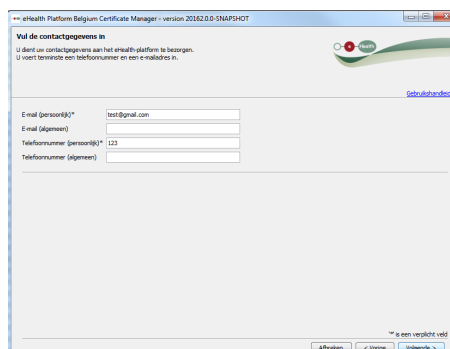 eHealth Platform Belgium Certificate Manager - version 20162.0.0-SNAPSHOT
Vul de contactgegevens in
U dient uw contactgegevens aan het eHealth-platform te bezorgen.
U voert tenminste een telefoonnummer en een e-mailadres in.
eHealth
Gebruikshandleid
E-mail (persoonlijk)* test@gmail.com
E-mail (algemeen)
Telefoonnummer (persoonlijk)* 123
Telefoonnummer (algemeen)
'*' is een verplicht veld
Afbreken < Vorige Volgende >